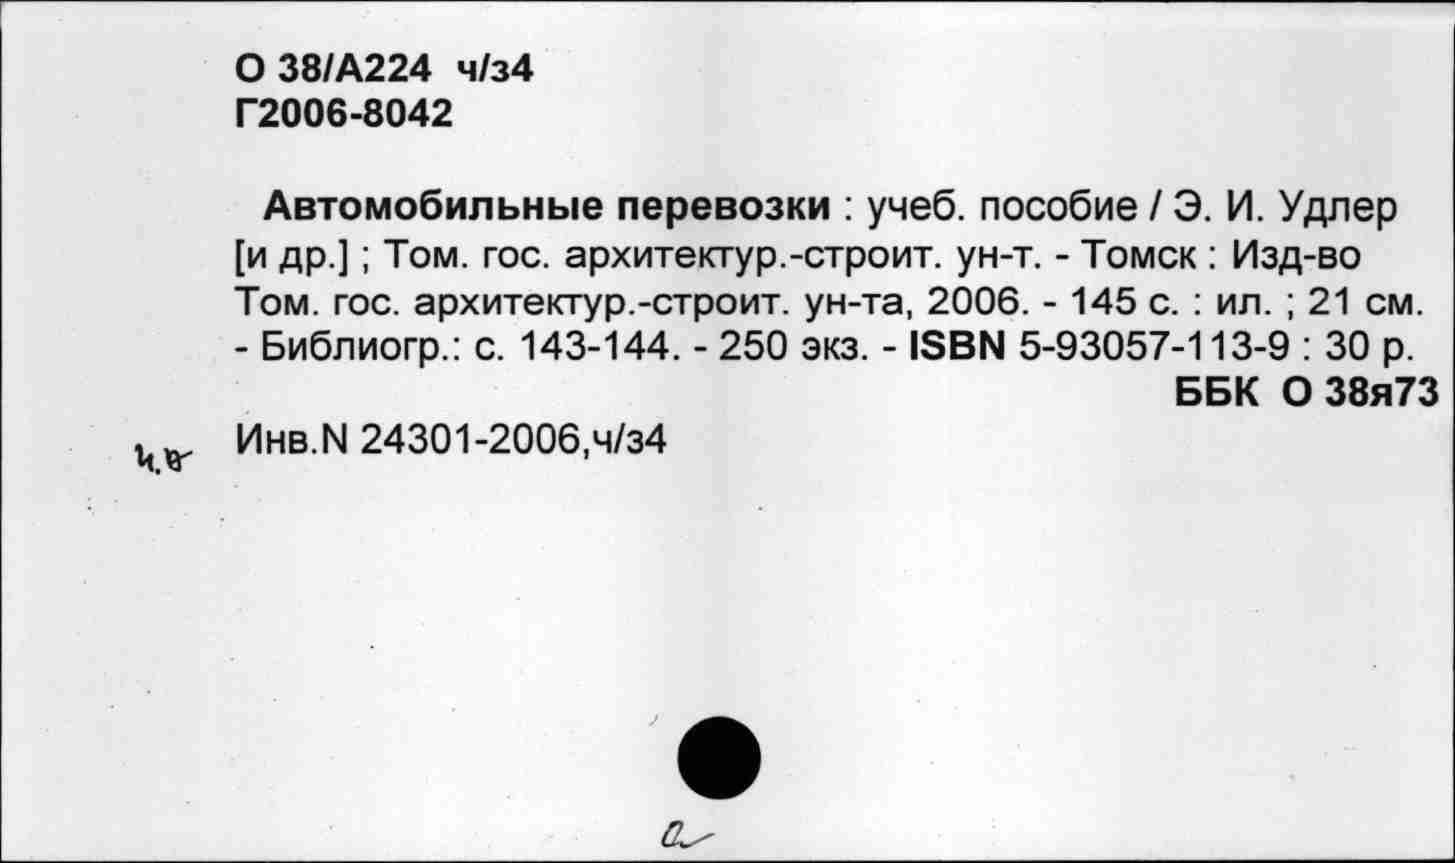 О 38/А224 ч/з4
Г2006-8042
Автомобильные перевозки : учеб. пособие / Э. И. Удлер
[и др.] ; Том. гос. архитектур.-строит. ун-т. - Томск : Изд-во
Том. гос. архитектур.-строит. ун-та, 2006. - 145 с. : ил. ; 21 см.
- Библиогр.: с. 143-144. - 250 экз. - ISBN 5-93057-113-9 : 30 р.
ББК О 38я73
Инв.N 24301-2006,ч/з4